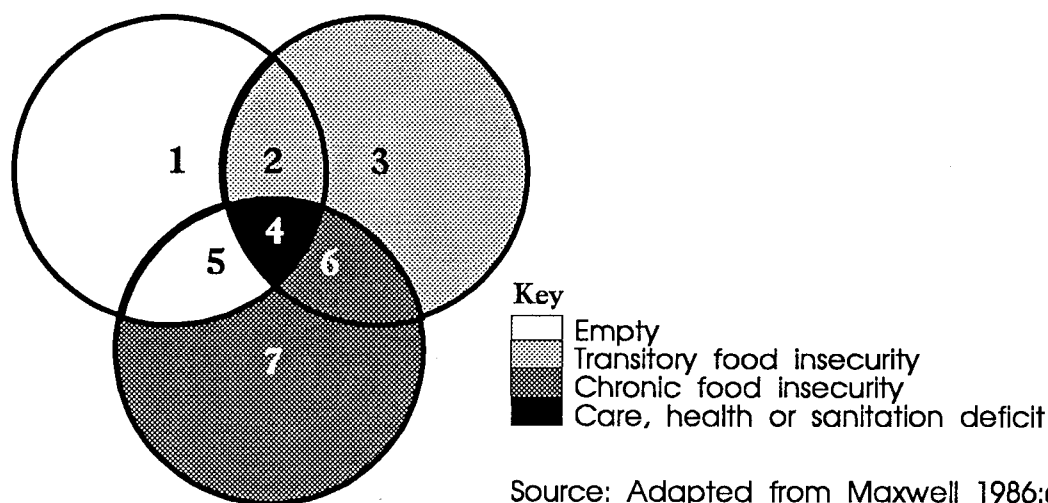 1
2
3
4
5
6
7
Key
Empty
Transitory food insecurity
Chronic food insecurity
Care, health or sanitation deficit
Source: Adapted from Maxwell 1986: